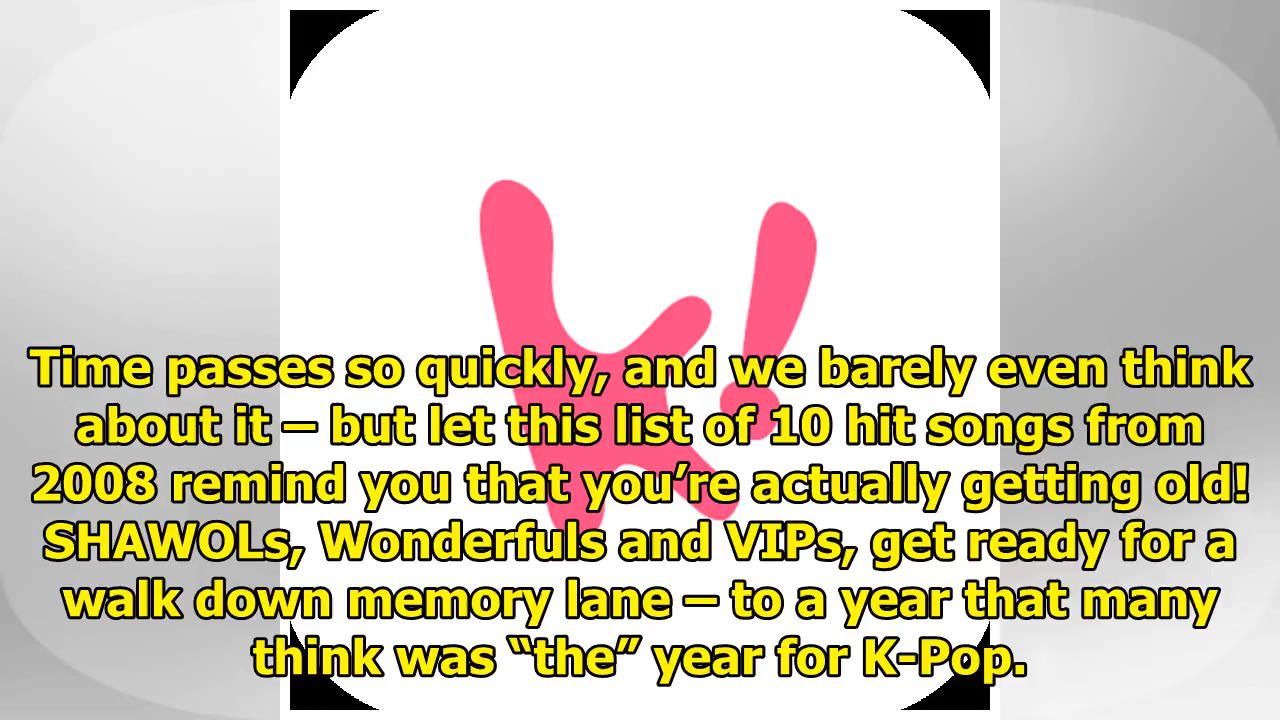 Time passes so quickly, and we barely even think
about it – but let this list of 10 hit songs from
2008 remind you that you’re actually getting old!
SHAWOLs, Wonderfuls and VIPs, get ready for a
walk down memory lane – to a year that many
think was “the” year for K-Pop.